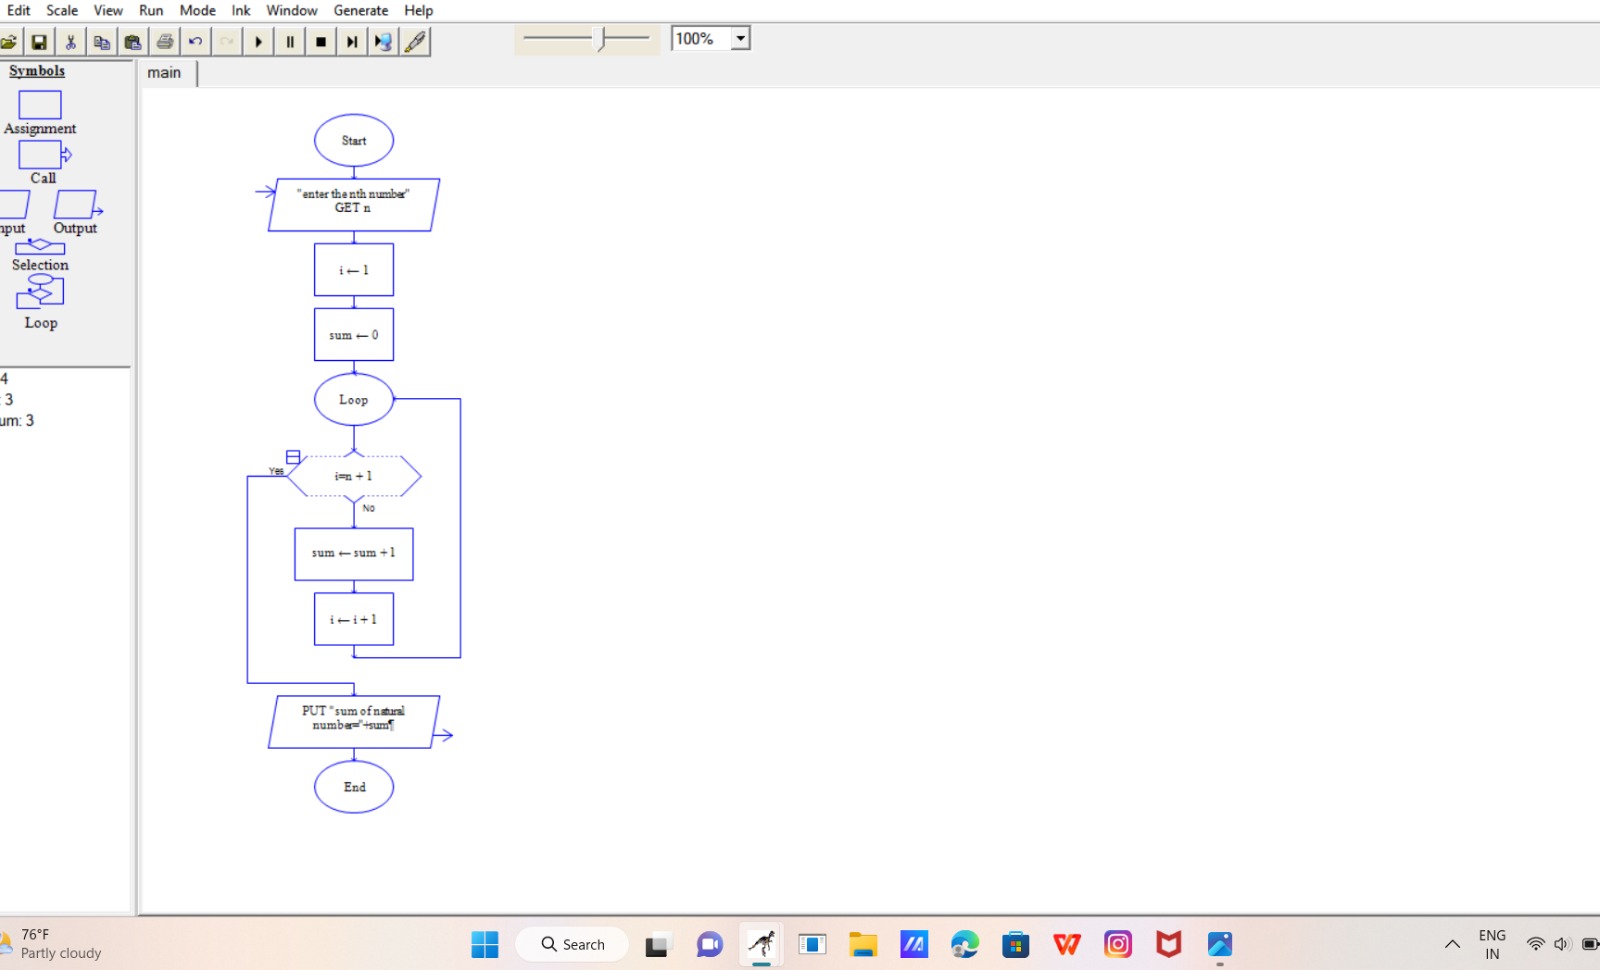 Edit Scale View Run Mode Ink Window Generate Help
100%
Symbols
main
Assignment
Call
nput Output
Selection
Loop
4
: 3
um: 3
Start
"enter the nth number"
GET n
i ← 1
sum ← 0
Loop
Yes
i=n + 1
No
sum ← sum + 1
i ← i + 1
PUT "sum of natural
number="+sum¶
End
76°F
Partly cloudy
Search
ENG
IN